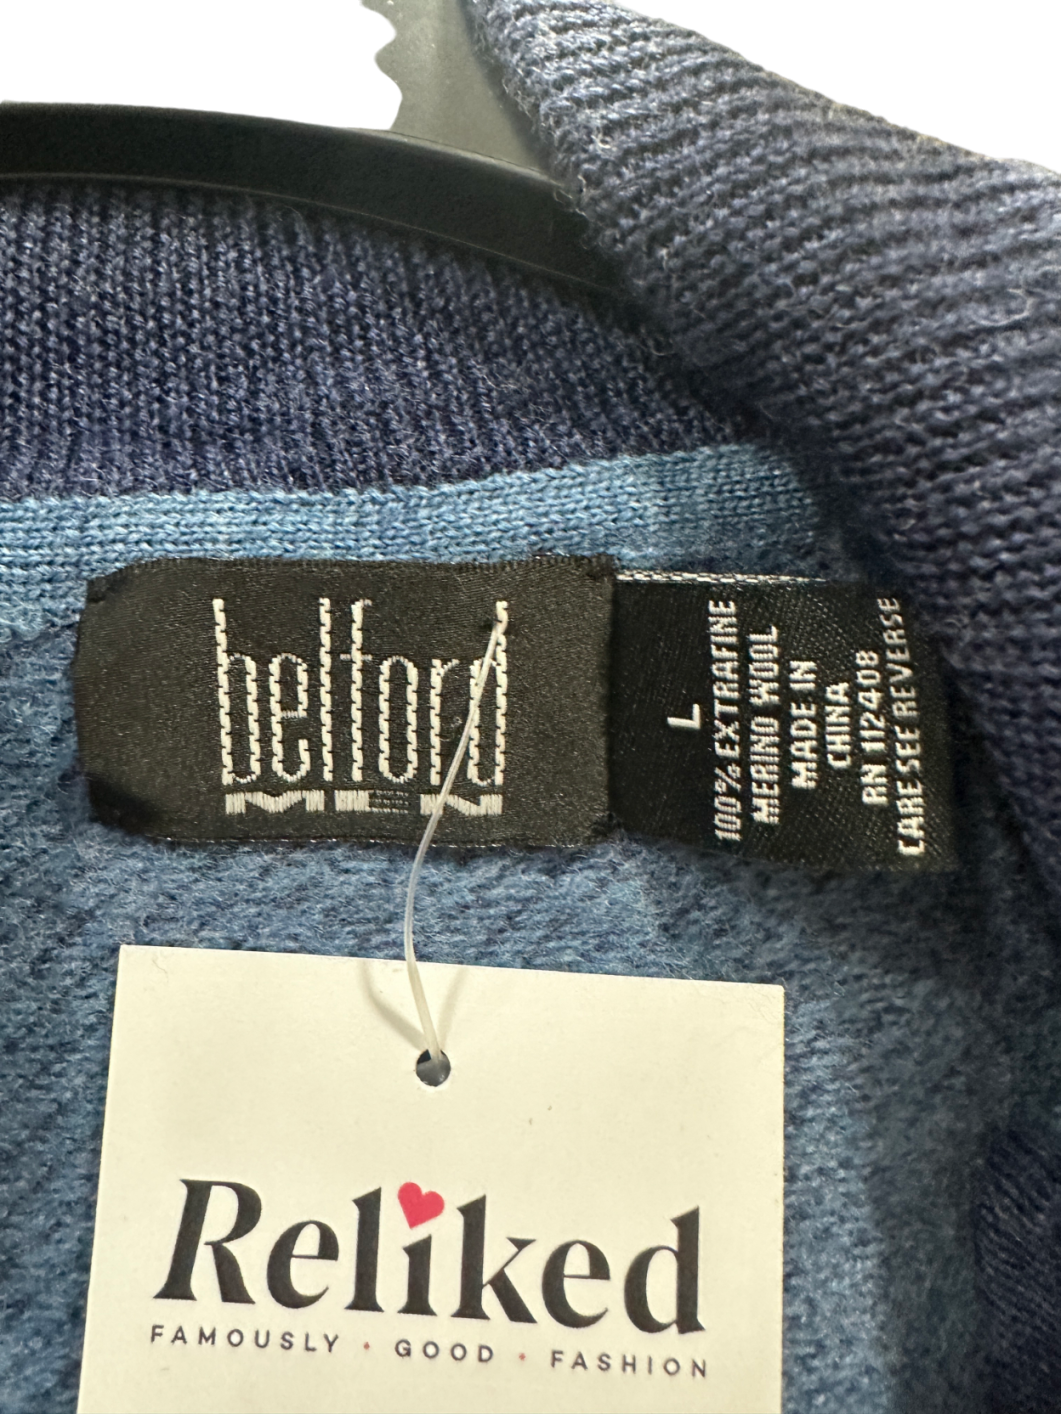 belford
MEN
L
100% EXTRAFINE
MERINO WOOL
MADE IN
CHINA
RN 112408
CARE SEE REVERSE
Reliked
FAMOUSLY • GOOD • FASHION